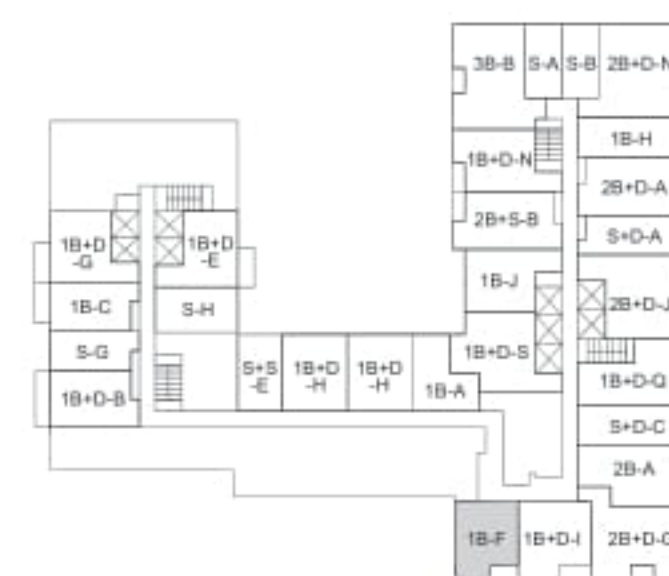 3B-B
S-A
S-B
2B+D-N
1B+D-N
1B-H
2B+D-A
2B+S-B
S+D-A
1B+D
-G
1B+D
-E
1B-J
1B-C
S-H
2B+D-J
S-G
1B+D-S
S+S
-E
1B+D
-H
1B+D
-H
1B-A
1B+D-B
1B+D-Q
S+D-C
2B-A
1B-F
1B+D-I